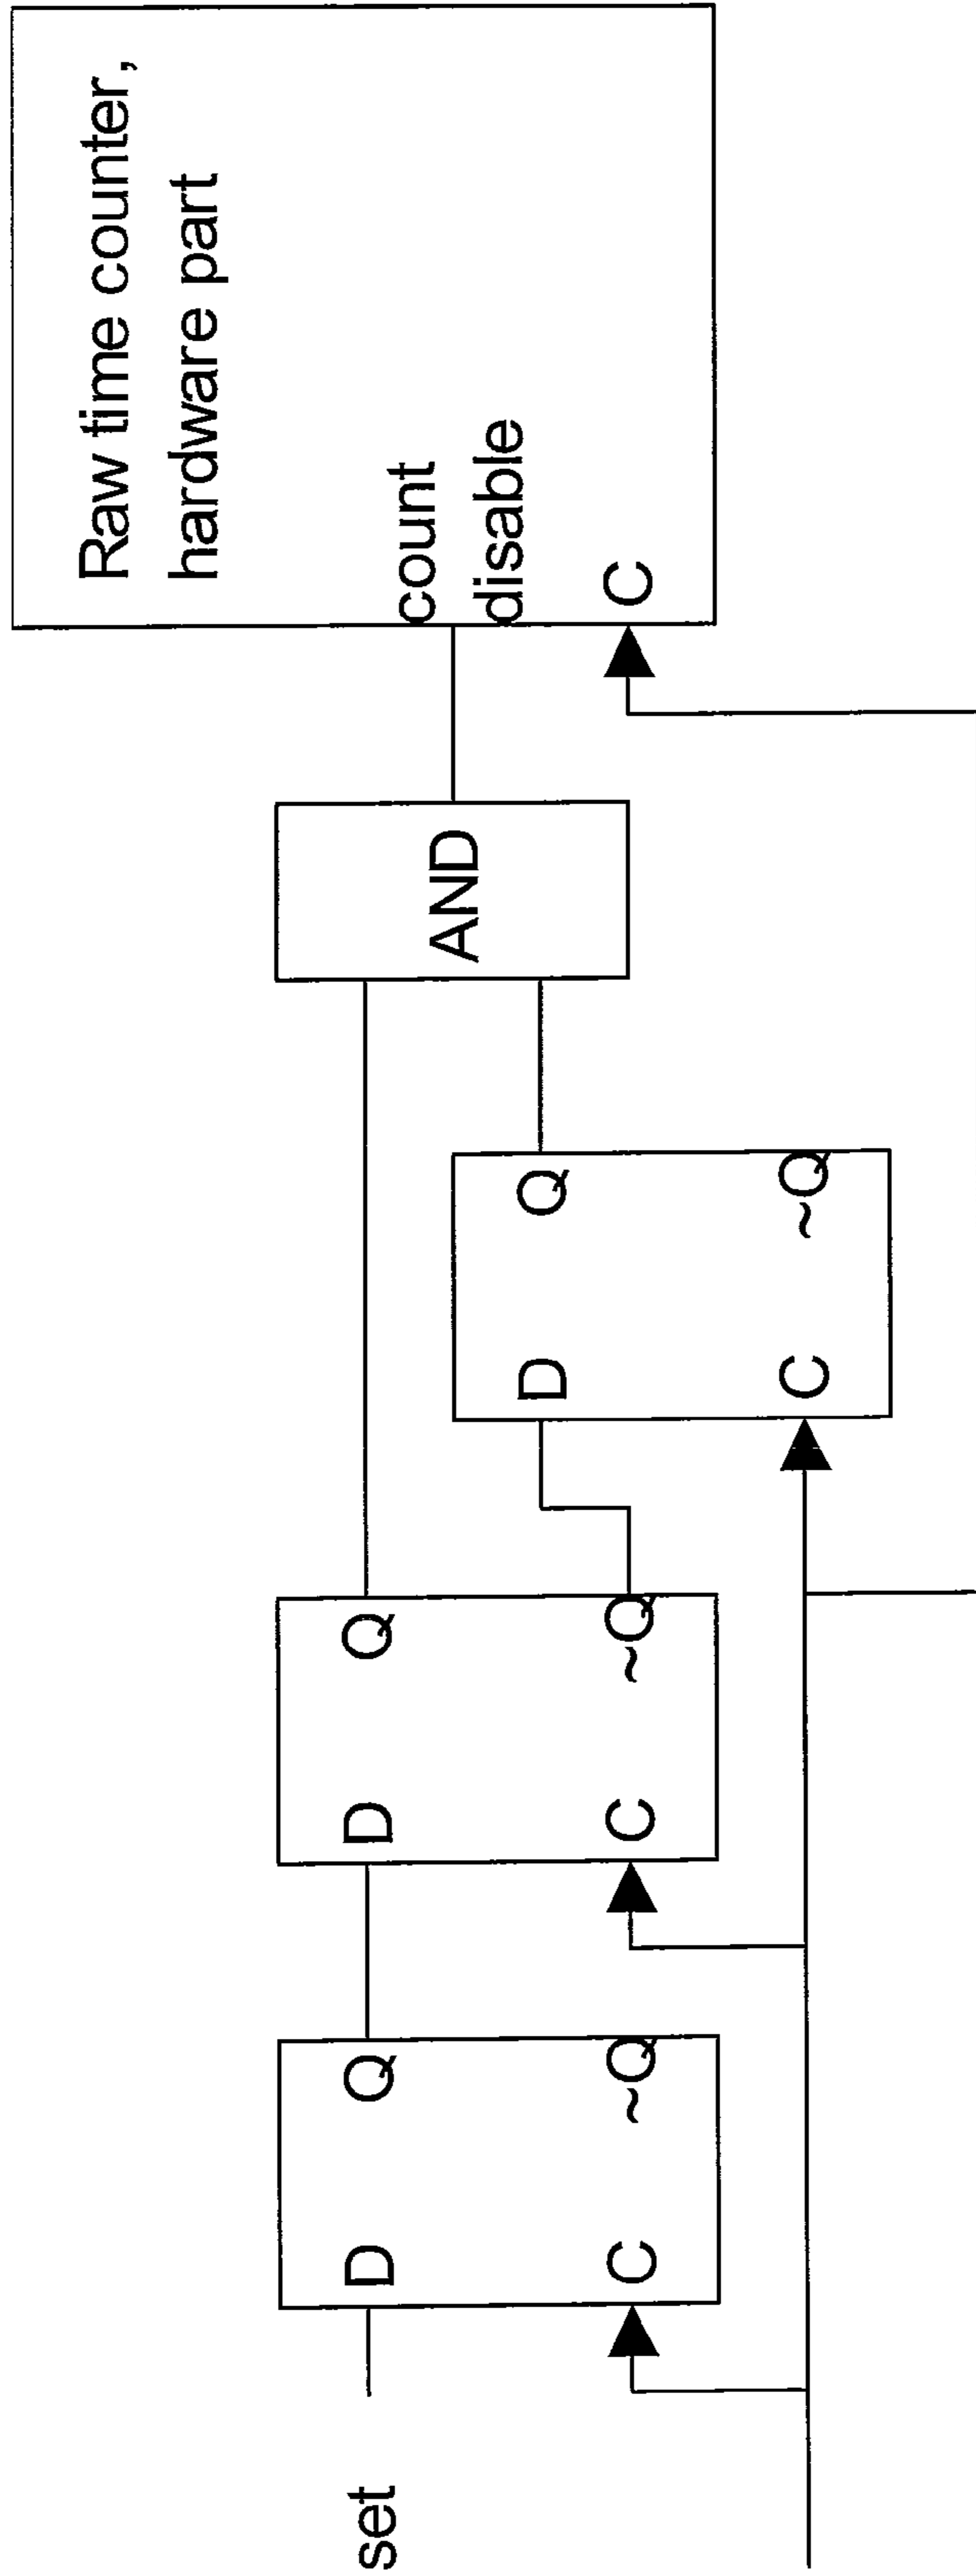 set
D
Q
C
~Q
D
Q
C
~Q
D
Q
C
~Q
AND
Raw time counter,
hardware part
count
disable
C